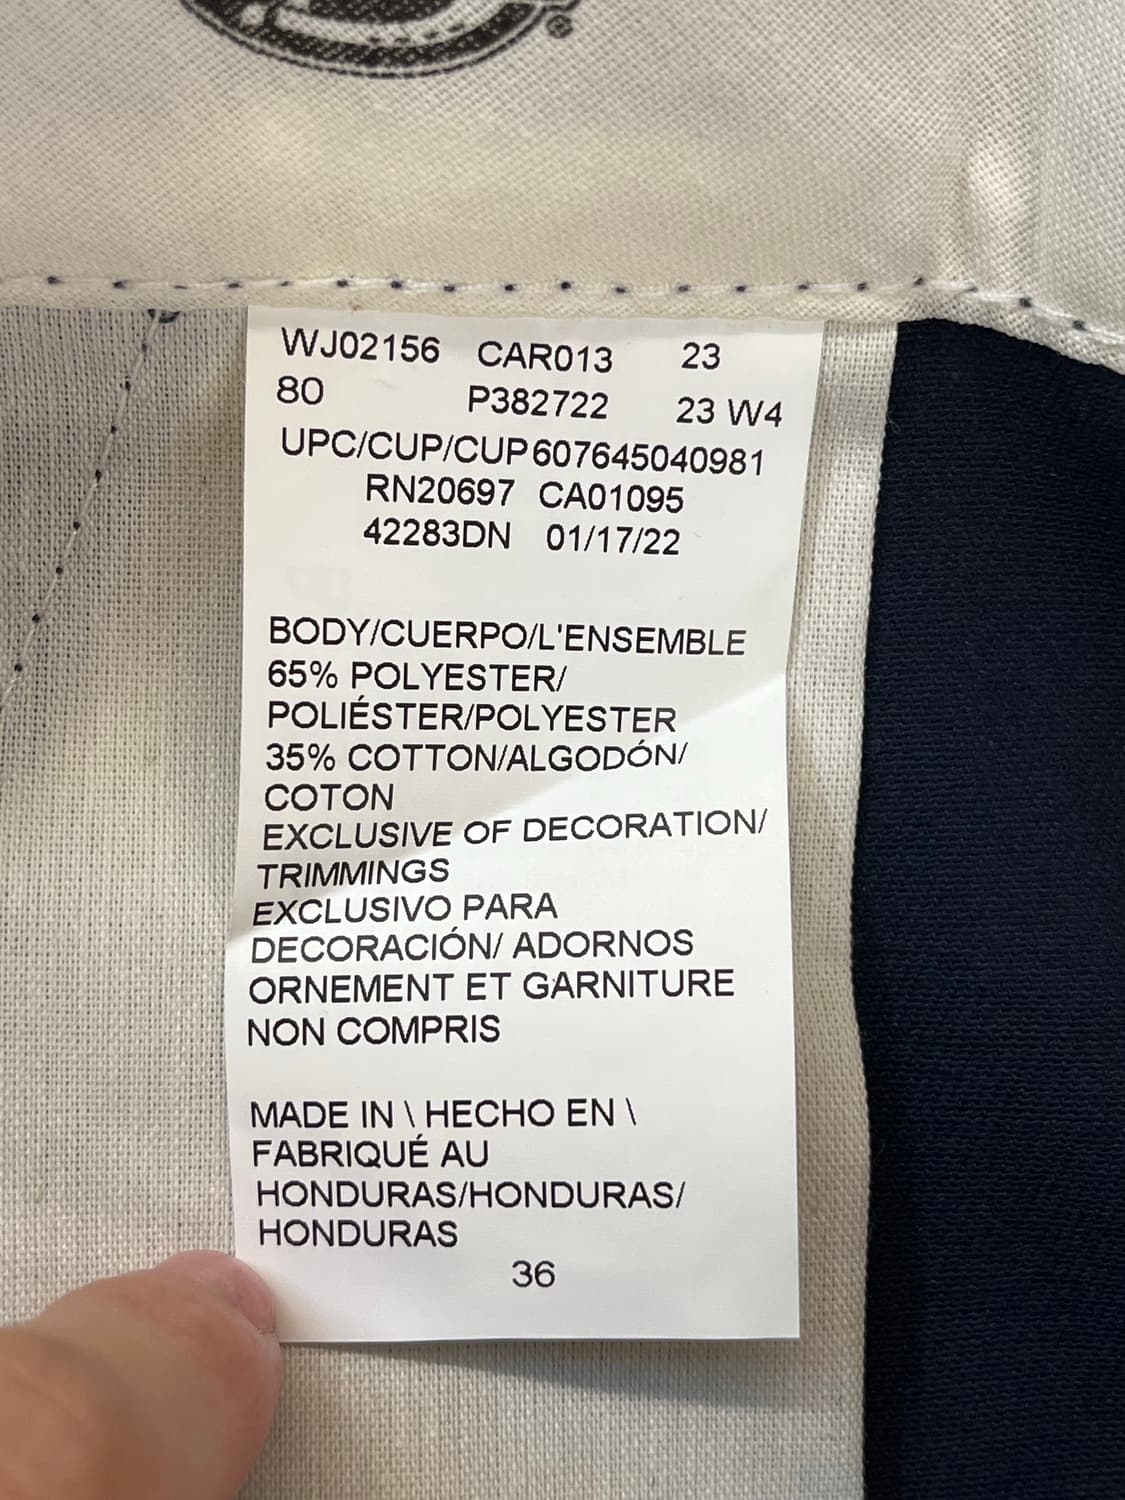 ®
WJ02156 CAR013 23
80 P382722 23 W4
UPC/CUP/CUP607645040981
RN20697 CA01095
42283DN 01/17/22
BODY/CUERPO/L'ENSEMBLE
65% POLYESTER/
POLIÉSTER/POLYESTER
35% COTTON/ALGODÓN/
COTON
EXCLUSIVE OF DECORATION/
TRIMMINGS
EXCLUSIVO PARA
DECORACIÓN/ ADORNOS
ORNEMENT ET GARNITURE
NON COMPRIS
MADE IN \ HECHO EN \
FABRIQUÉ AU
HONDURAS/HONDURAS/
HONDURAS
36